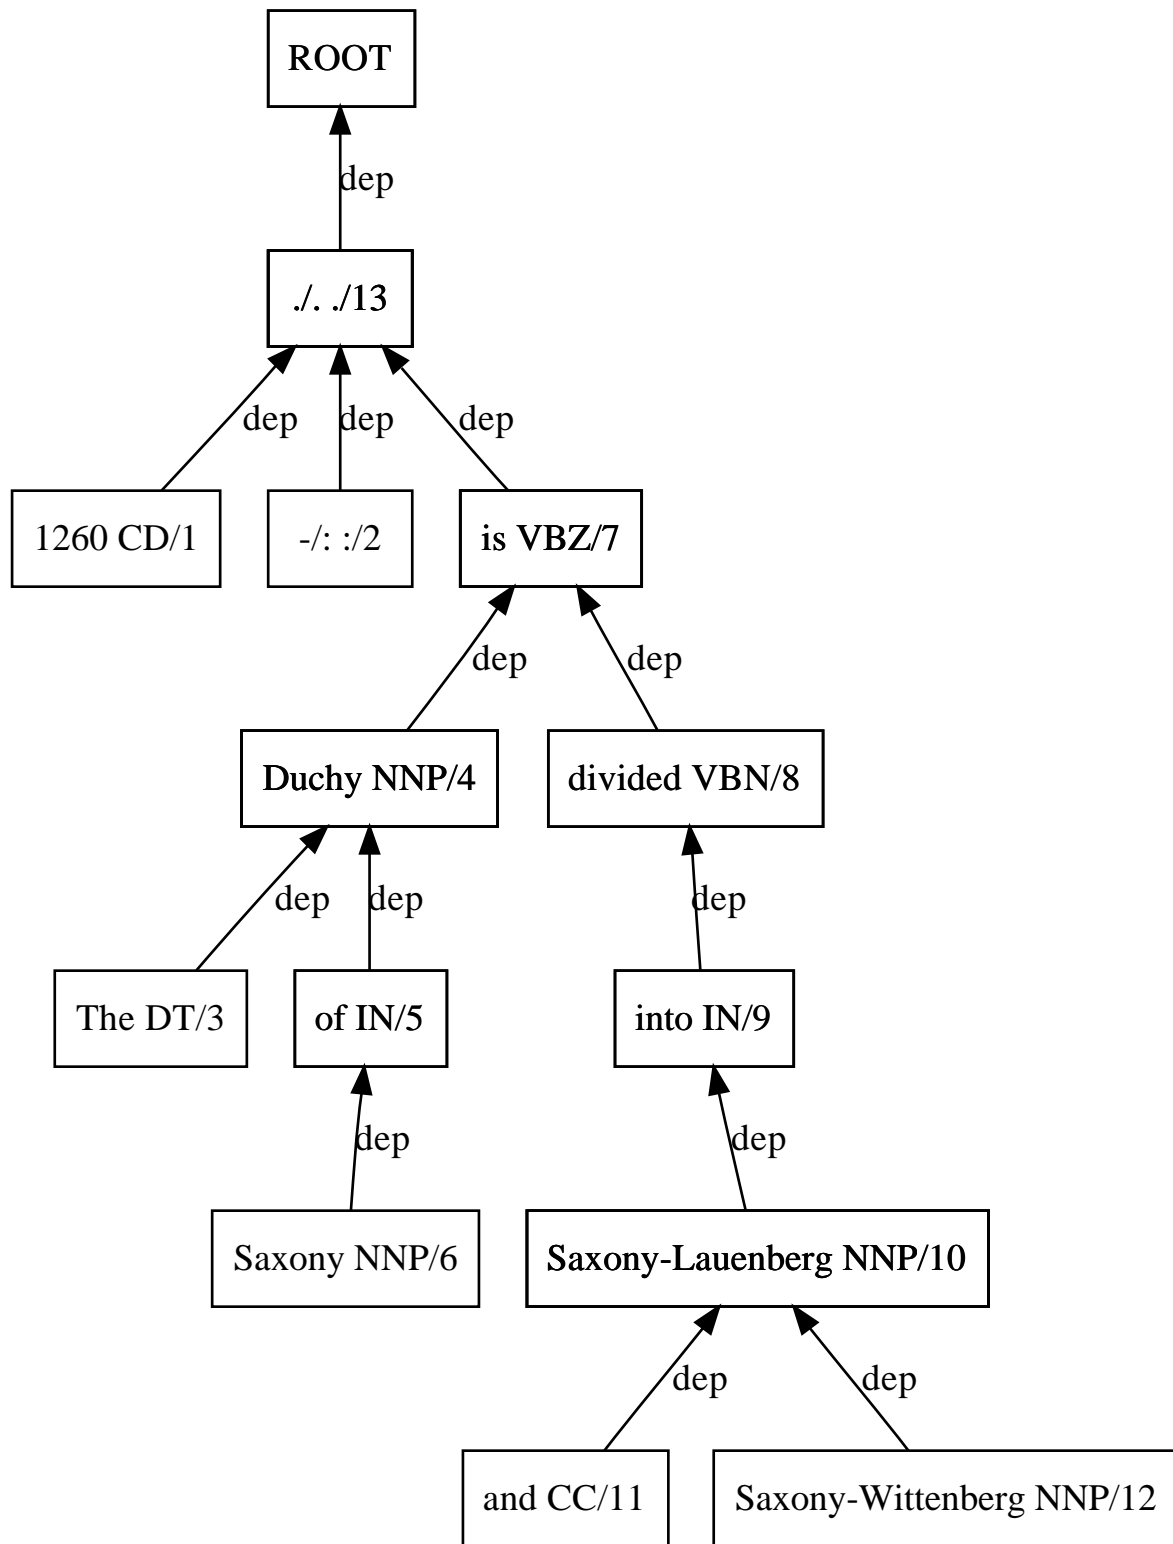 ROOT
dep
./. ./13
dep dep dep
1260 CD/1 -/: :/2 is VBZ/7
dep dep
Duchy NNP/4 divided VBN/8
dep dep dep
The DT/3 of IN/5 into IN/9
dep dep
Saxony NNP/6 Saxony-Lauenberg NNP/10
dep dep
and CC/11 Saxony-Wittenberg NNP/12